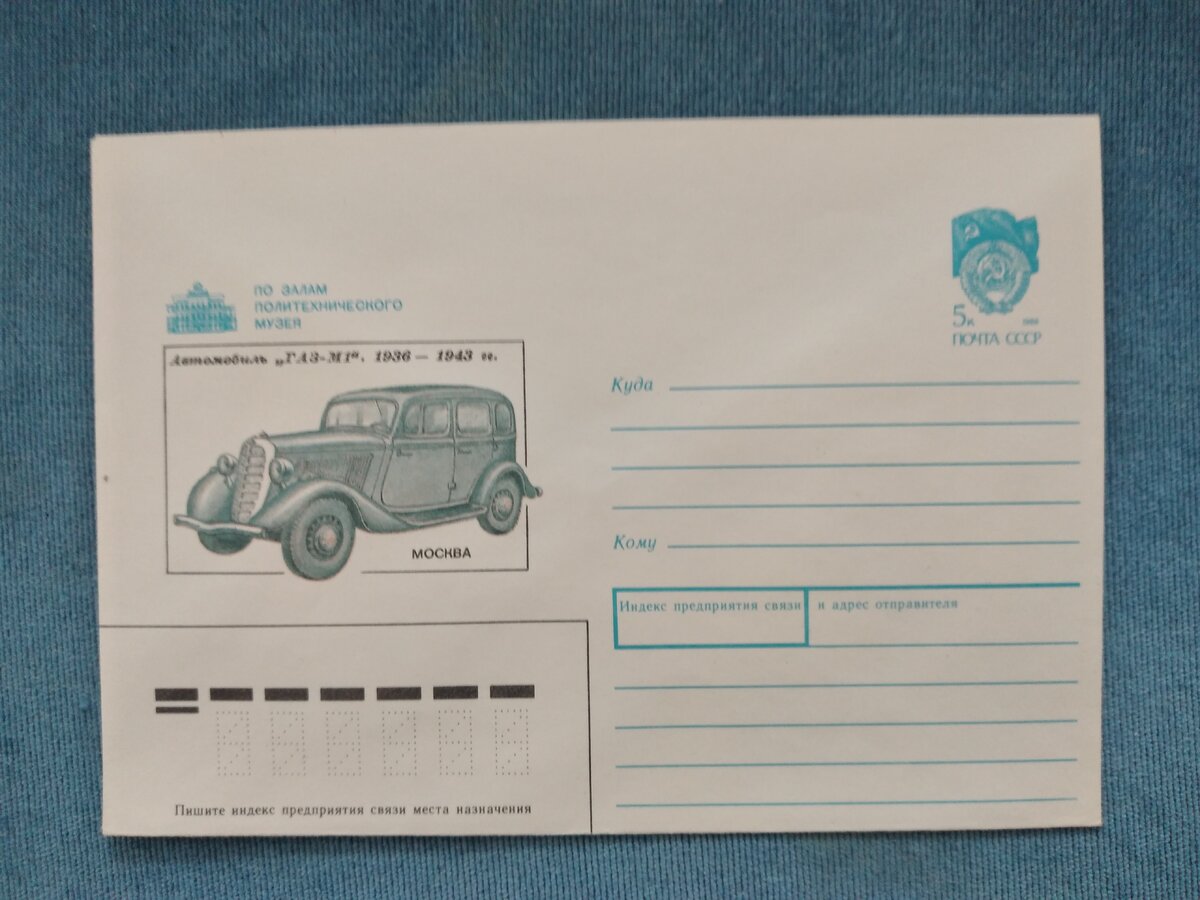 ПО ЗАЛАМ
ПОЛИТЕХНИЧЕСКОГО
МУЗЕЯ
Автомобиль „ГАЗ-М1“. 1936 — 1943 гг.
МОСКВА
5к
ПОЧТА СССР
Куда
Кому
Индекс предприятия связи и адрес отправителя
Пишите индекс предприятия связи места назначения